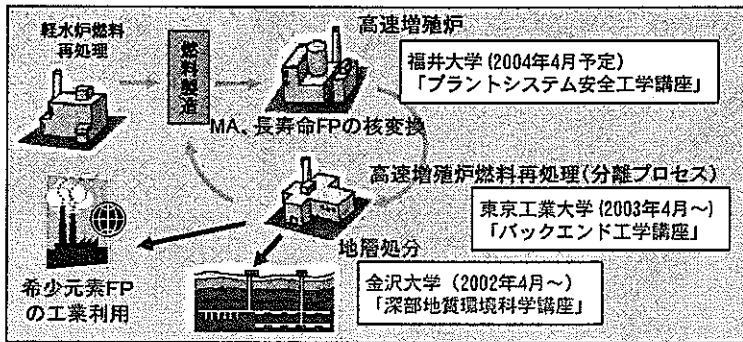 軽水炉燃料
再処理
燃料製造
高速増殖炉
福井大学(2004年4月予定)
「プラントシステム安全工学講座」
MA、長寿命FPの核変換
高速増殖炉燃料再処理(分離プロセス)
東京工業大学(2003年4月~)
「バックエンド工学講座」
地層処分
金沢大学(2002年4月~)
「深部地質環境科学講座」
希少元素FP
の工業利用